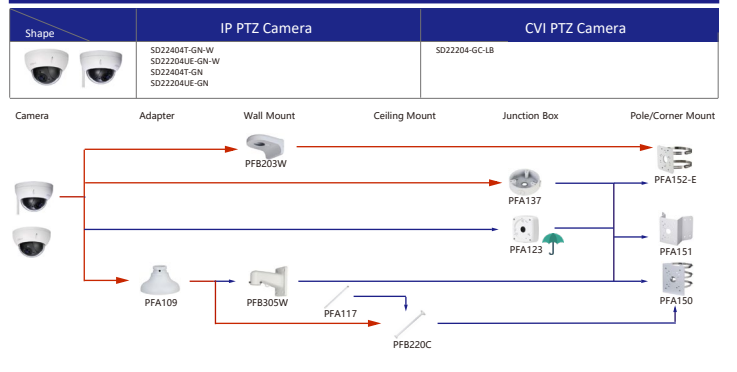 Shape
IP PTZ Camera
CVI PTZ Camera
SD22404T-GN-W
SD22204UE-GN-W
SD22404T-GN
SD22204UE-GN
SD22204-GC-LB
Camera
Adapter
Wall Mount
Ceiling Mount
Junction Box
Pole/Corner Mount
PFB203W
PFA152-E
PFA137
PFA123
PFA151
PFA109
PFB305W
PFA117
PFA150
PFB220C